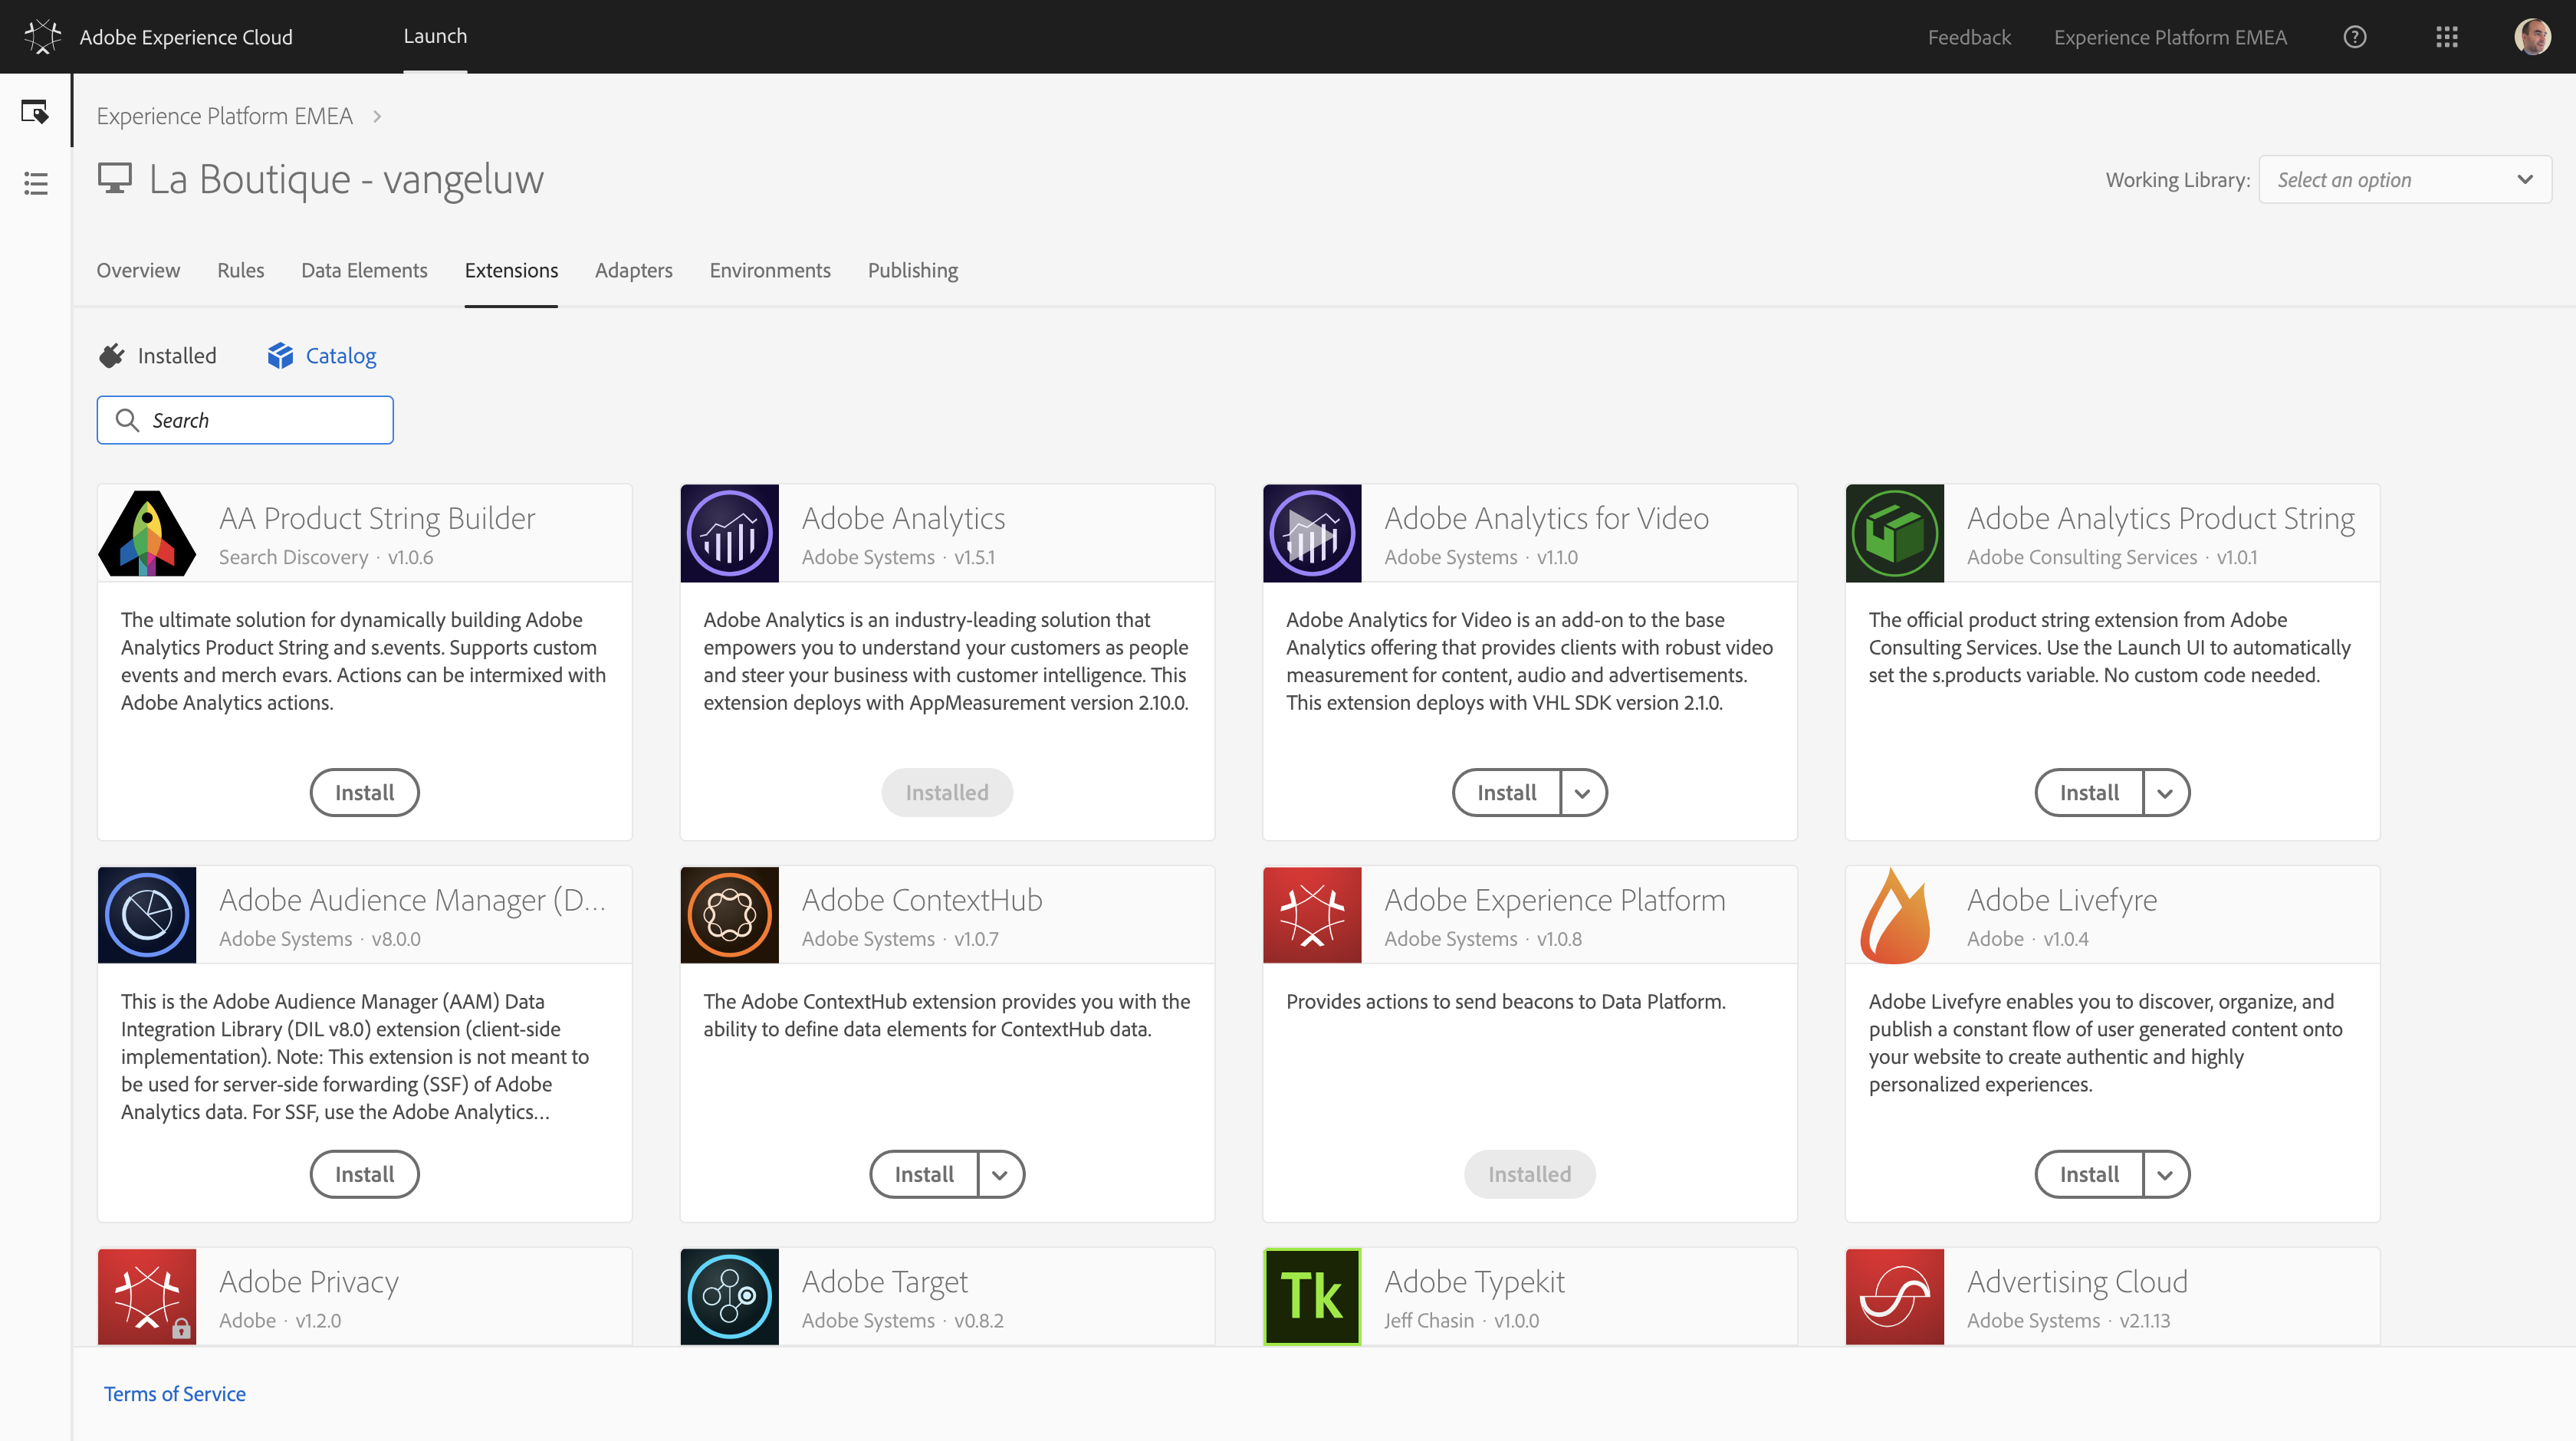 Adobe Experience Cloud
Launch
Feedback
Experience Platform EMEA
Experience Platform EMEA
La Boutique - vangeluw
Working Library:
Select an option
Overview
Rules
Data Elements
Extensions
Adapters
Environments
Publishing
Installed
Catalog
Search
AA Product String Builder
Search Discovery · v1.0.6
The ultimate solution for dynamically building Adobe
Analytics Product String and s.events. Supports custom
events and merch evars. Actions can be intermixed with
Adobe Analytics actions.
Install
Adobe Analytics
Adobe Systems · v1.5.1
Adobe Analytics is an industry-leading solution that
empowers you to understand your customers as people
and steer your business with customer intelligence. This
extension deploys with AppMeasurement version 2.10.0.
Installed
Adobe Analytics for Video
Adobe Systems · v1.1.0
Adobe Analytics for Video is an add-on to the base
Analytics offering that provides clients with robust video
measurement for content, audio and advertisements.
This extension deploys with VHL SDK version 2.1.0.
Install
Adobe Analytics Product String
Adobe Consulting Services · v1.0.1
The official product string extension from Adobe
Consulting Services. Use the Launch UI to automatically
set the s.products variable. No custom code needed.
Install
Adobe Audience Manager (D...
Adobe Systems · v8.0.0
This is the Adobe Audience Manager (AAM) Data
Integration Library (DIL v8.0) extension (client-side
implementation). Note: This extension is not meant to
be used for server-side forwarding (SSF) of Adobe
Analytics data. For SSF, use the Adobe Analytics...
Install
Adobe ContextHub
Adobe Systems · v1.0.7
The Adobe ContextHub extension provides you with the
ability to define data elements for ContextHub data.
Install
Adobe Experience Platform
Adobe Systems · v1.0.8
Provides actions to send beacons to Data Platform.
Installed
Adobe Livefyre
Adobe · v1.0.4
Adobe Livefyre enables you to discover, organize, and
publish a constant flow of user generated content onto
your website to create authentic and highly
personalized experiences.
Install
Adobe Privacy
Adobe · v1.2.0
Adobe Target
Adobe Systems · v0.8.2
Tk
Adobe Typekit
Jeff Chasin · v1.0.0
Advertising Cloud
Adobe Systems · v2.1.13
Terms of Service